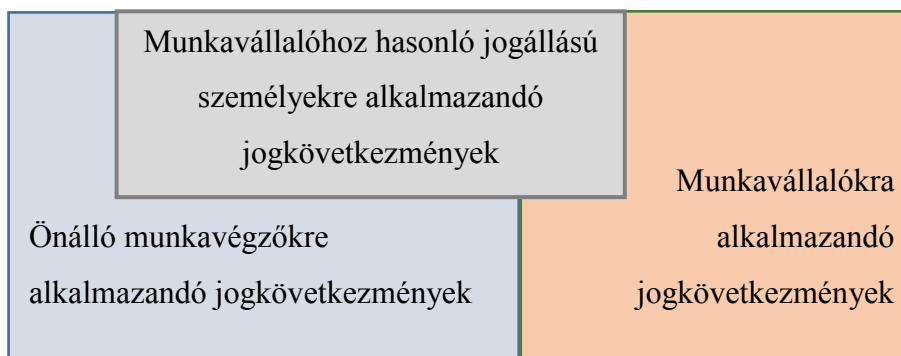 Munkavállalóhoz hasonló jogállású
személyekre alkalmazandó
jogkövetkezmények
Önálló munkavégzőkre
alkalmazandó jogkövetkezmények
Munkavállalókra
alkalmazandó
jogkövetkezmények